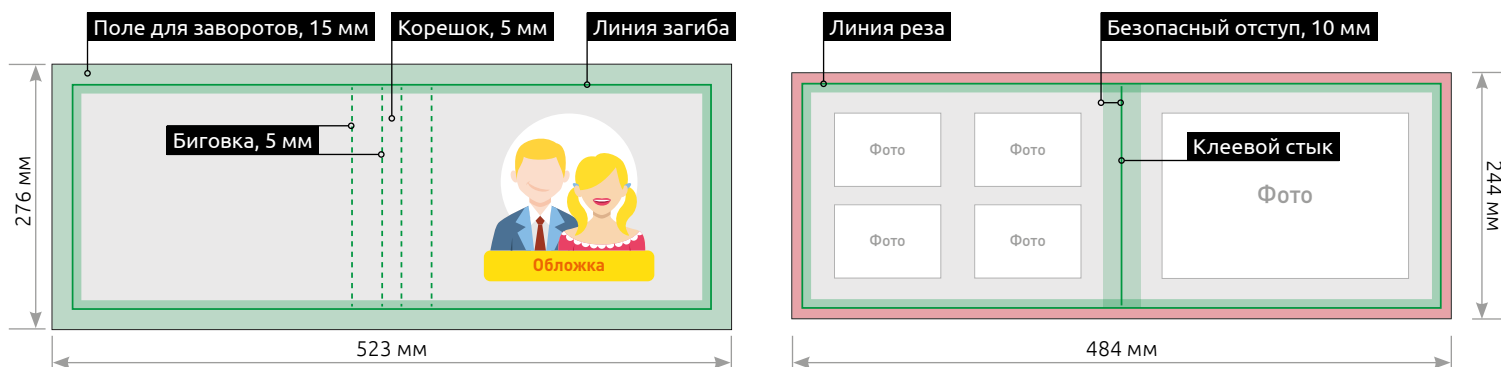 Поле для заворотов, 15 мм
Корешок, 5 мм
Линия загиба
Биговка, 5 мм
Обложка
276 мм
523 мм
Линия реза
Безопасный отступ, 10 мм
Клеевой стык
Фото
Фото
Фото
Фото
Фото
244 мм
484 мм